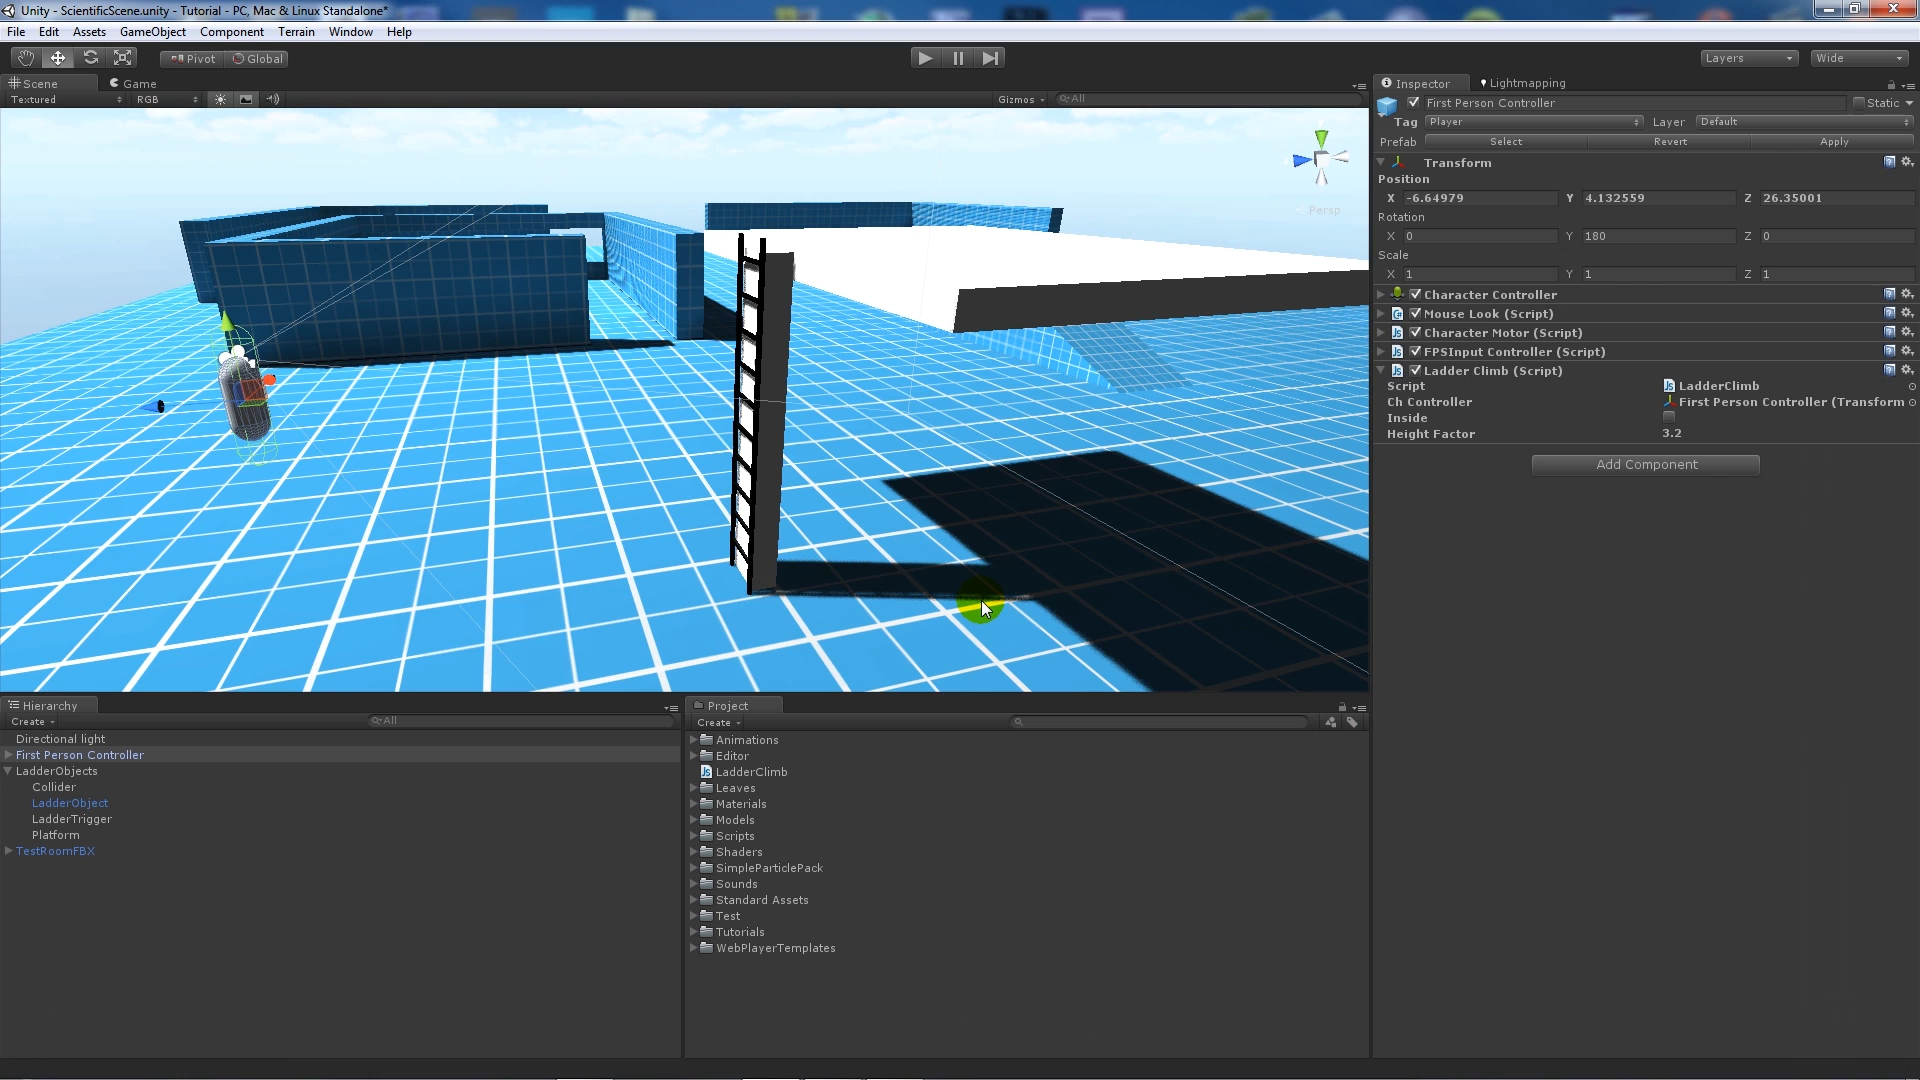 Unity - ScientificScene.unity - Tutorial - PC, Mac & Linux Standalone*
File Edit Assets GameObject Component Terrain Window Help
Pivot Global Layers Wide
Scene Game
Textured RGB Gizmos All
Persp
Inspector Lightmapping
First Person Controller Static
Tag Player Layer Default
Prefab Select Revert Apply
Transform
Position
X -6.64979 Y 4.132559 Z 26.35001
Rotation
X 0 Y 180 Z 0
Scale
X 1 Y 1 Z 1
Character Controller
Mouse Look (Script)
Character Motor (Script)
FPSInput Controller (Script)
Ladder Climb (Script)
Script LadderClimb
Ch Controller First Person Controller (Transform
Inside
Height Factor 3.2
Add Component
Hierarchy
Create All
Directional light
First Person Controller
LadderObjects
Collider
LadderObject
LadderTrigger
Platform
TestRoomFBX
Project
Create
Animations
Editor
LadderClimb
Leaves
Materials
Models
Scripts
Shaders
SimpleParticlePack
Sounds
Standard Assets
Test
Tutorials
WebPlayerTemplates